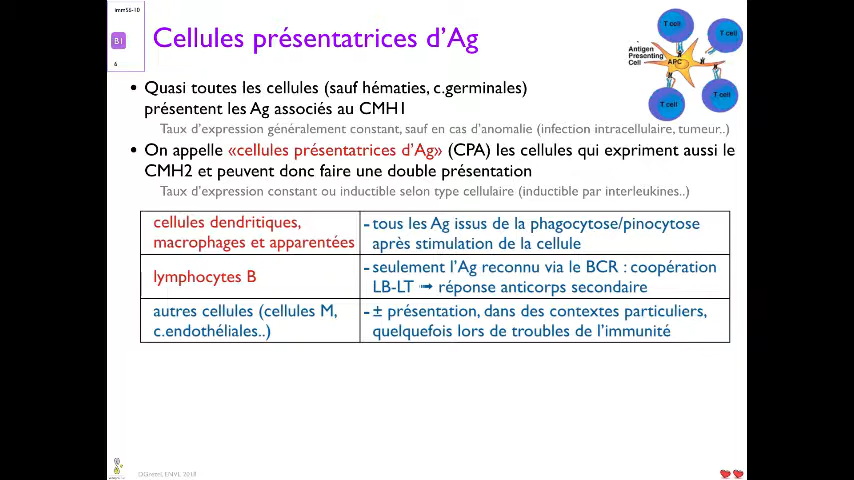 immS6-10
B1
6
Cellules présentatrices d'Ag
T cell
T cell
Antigen
Presenting
Cell
APC
T cell
T cell
• Quasi toutes les cellules (sauf hématies, c.germinales)
présentent les Ag associés au CMH1
Taux d'expression généralement constant, sauf en cas d'anomalie (infection intracellulaire, tumeur..)
• On appelle «cellules présentatrices d'Ag» (CPA) les cellules qui expriment aussi le
CMH2 et peuvent donc faire une double présentation
Taux d'expression constant ou inductible selon type cellulaire (inductible par interleukines..)
cellules dendritiques,
macrophages et apparentées
- tous les Ag issus de la phagocytose/pinocytose
après stimulation de la cellule
lymphocytes B
- seulement l'Ag reconnu via le BCR : coopération
LB-LT ➟ réponse anticorps secondaire
autres cellules (cellules M,
c.endothéliales..)
- ± présentation, dans des contextes particuliers,
quelquefois lors de troubles de l'immunité
ENVL 2018